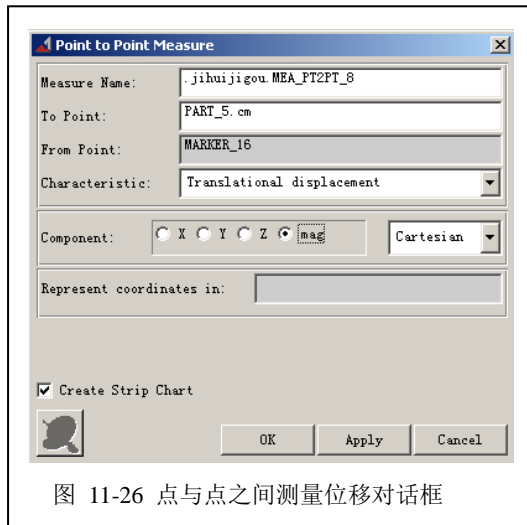 Point to Point Measure
Measure Name: .jihuijigou.MEA_PT2PT_8
To Point: PART_5.cm
From Point: MARKER_16
Characteristic: Translational displacement
Component: X Y Z mag Cartesian
Represent coordinates in:
Create Strip Chart
OK Apply Cancel
图 11-26 点与点之间测量位移对话框